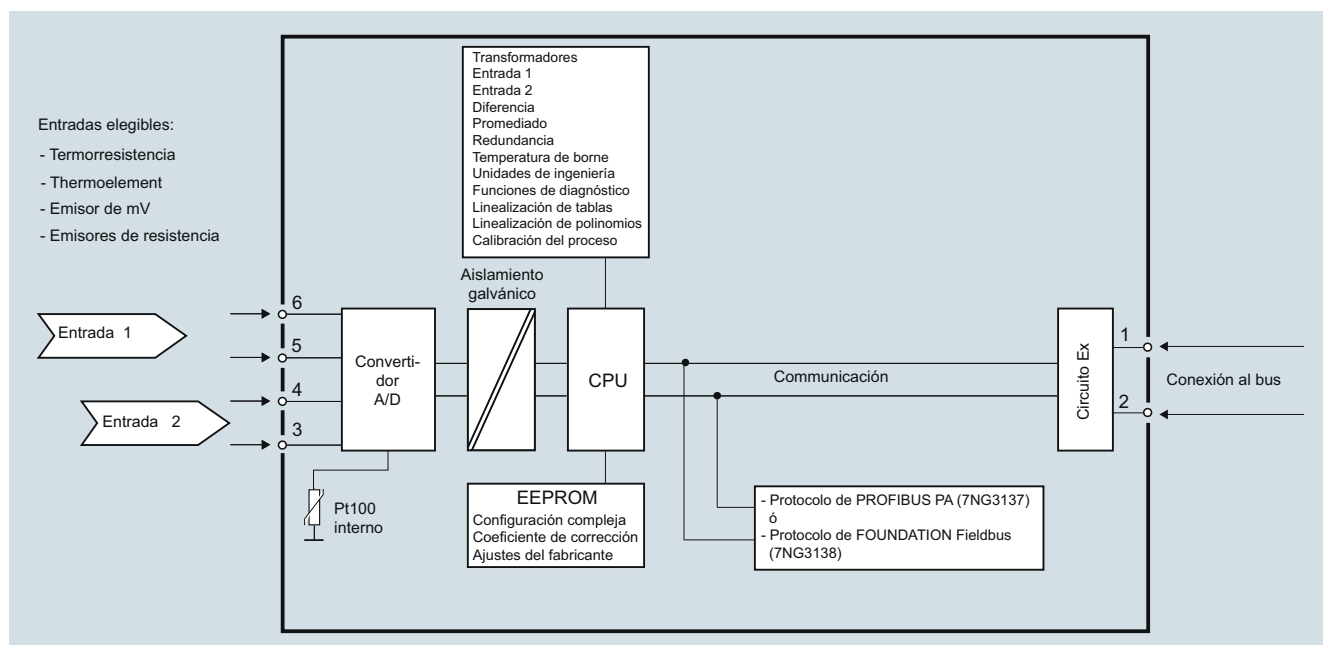 Entradas elegibles:
- Termorresistencia
- Thermoelement
- Emisor de mV
- Emisores de resistencia
Entrada 1
Entrada 2
6
5
4
3
Converti-
dor
A/D
Pt100
interno
Aislamiento
galvánico
Transformadores
Entrada 1
Entrada 2
Diferencia
Promediado
Redundancia
Temperatura de borne
Unidades de ingeniería
Funciones de diagnóstico
Linealización de tablas
Linealización de polinomios
Calibración del proceso
CPU
EEPROM
Configuración compleja
Coeficiente de corrección
Ajustes del fabricante
Communicación
- Protocolo de PROFIBUS PA (7NG3137)
ó
- Protocolo de FOUNDATION Fieldbus
(7NG3138)
Circuito Ex
1
2
Conexión al bus